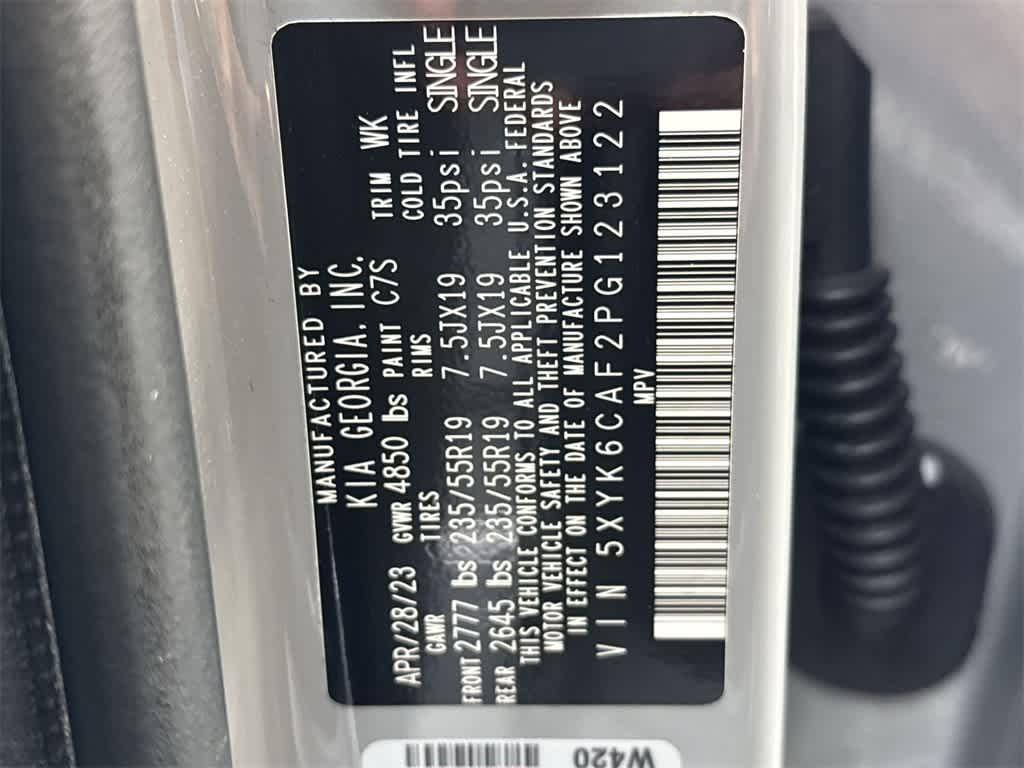 MANUFACTURED BY
KIA GEORGIA, INC.
APR/28/23 GVWR 4850 lbs PAINT C7S TRIM WK
GAWR TIRES RIMS COLD TIRE INFL
FRONT 2777 lbs 235/55R19 7.5JX19 35psi SINGLE
REAR 2645 lbs 235/55R19 7.5JX19 35psi SINGLE
THIS VEHICLE CONFORMS TO ALL APPLICABLE U.S.A. FEDERAL
MOTOR VEHICLE SAFETY AND THEFT PREVENTION STANDARDS
IN EFFECT ON THE DATE OF MANUFACTURE SHOWN ABOVE
VIN 5XYK6CAF2PG123122
MPV
W420